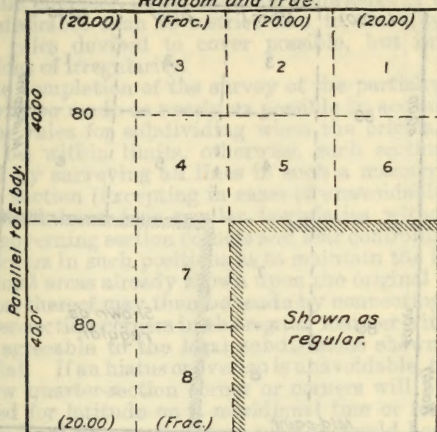 Random and True.
(20.00) (Frac.) (20.00) (20.00)
3 2 1
40.00 80
4 5 6
Parallel to E. bdy.
7
40.00 80 Shown as
regular.
8
(20.00) (Frac.)